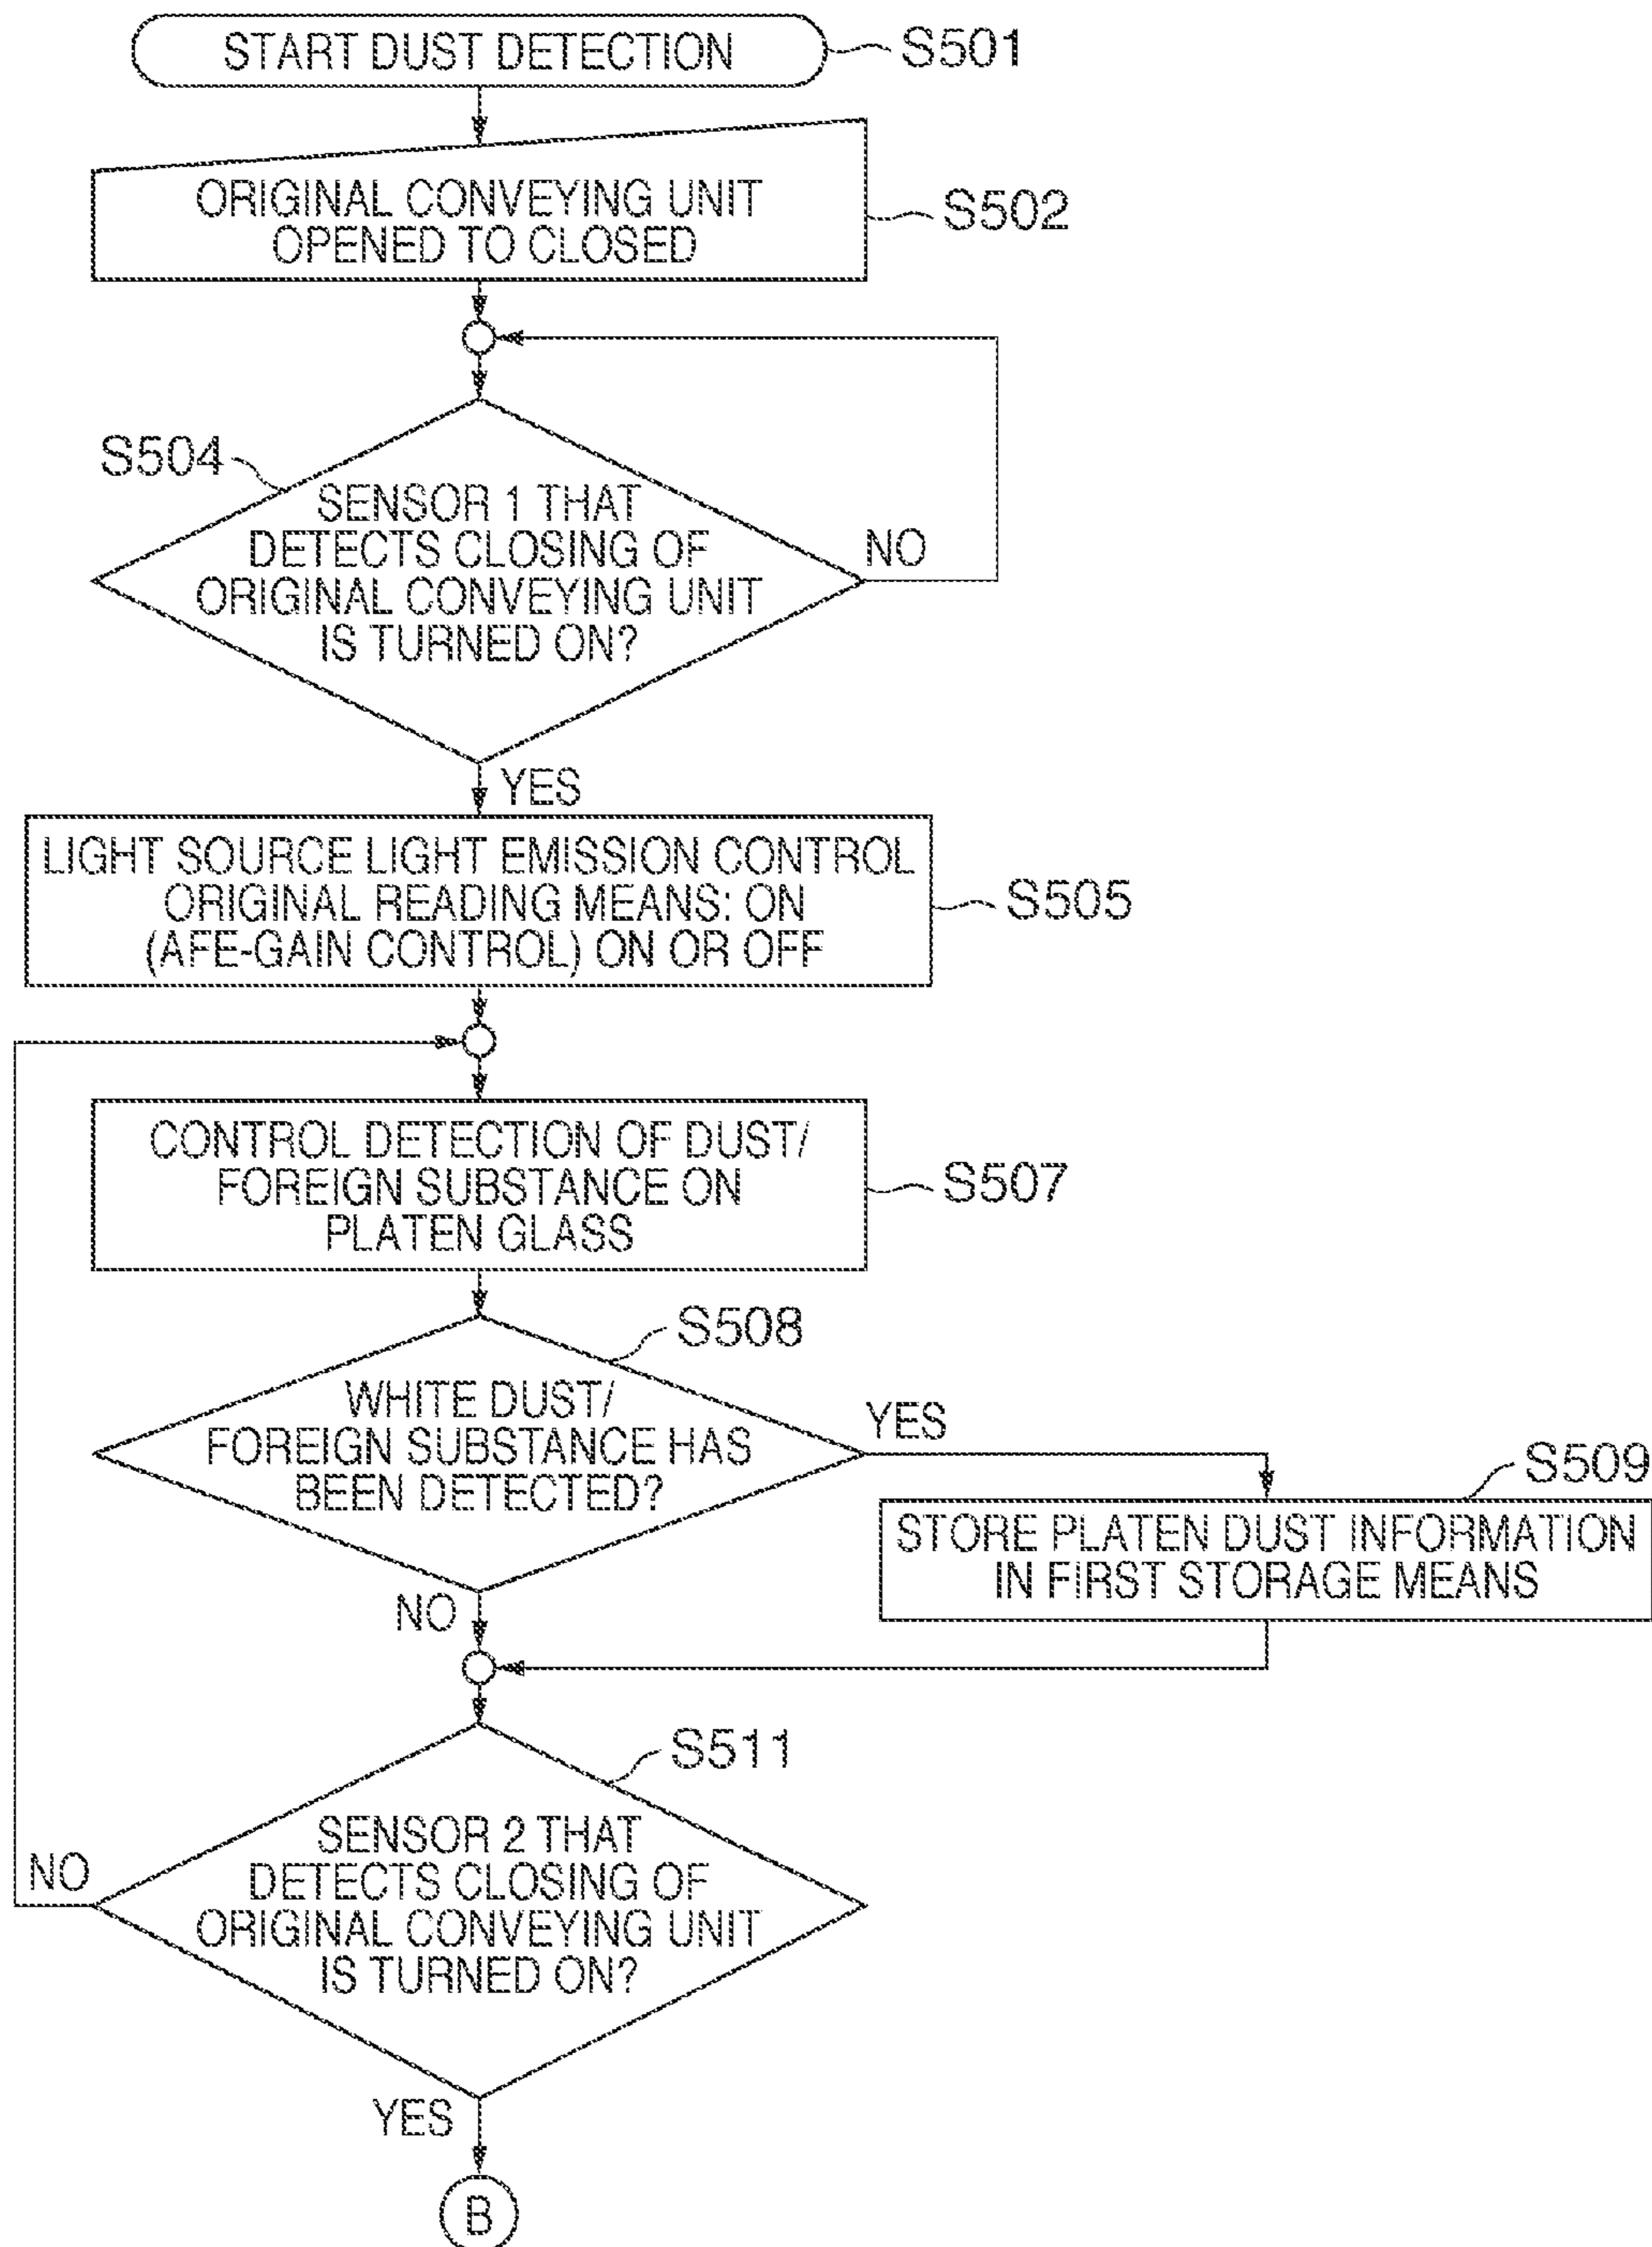 START DUST DETECTION
S501
ORIGINAL CONVEYING UNIT
OPENED TO CLOSED
S502
S504
SENSOR 1 THAT
DETECTS CLOSING OF
ORIGINAL CONVEYING UNIT
IS TURNED ON?
NO
YES
LIGHT SOURCE LIGHT EMISSION CONTROL
ORIGINAL READING MEANS: ON
(AFE-GAIN CONTROL) ON OR OFF
S505
CONTROL DETECTION OF DUST/
FOREIGN SUBSTANCE ON
PLATEN GLASS
S507
S508
WHITE DUST/
FOREIGN SUBSTANCE HAS
BEEN DETECTED?
YES
S509
STORE PLATEN DUST INFORMATION
IN FIRST STORAGE MEANS
NO
S511
SENSOR 2 THAT
DETECTS CLOSING OF
ORIGINAL CONVEYING UNIT
IS TURNED ON?
NO
YES
B